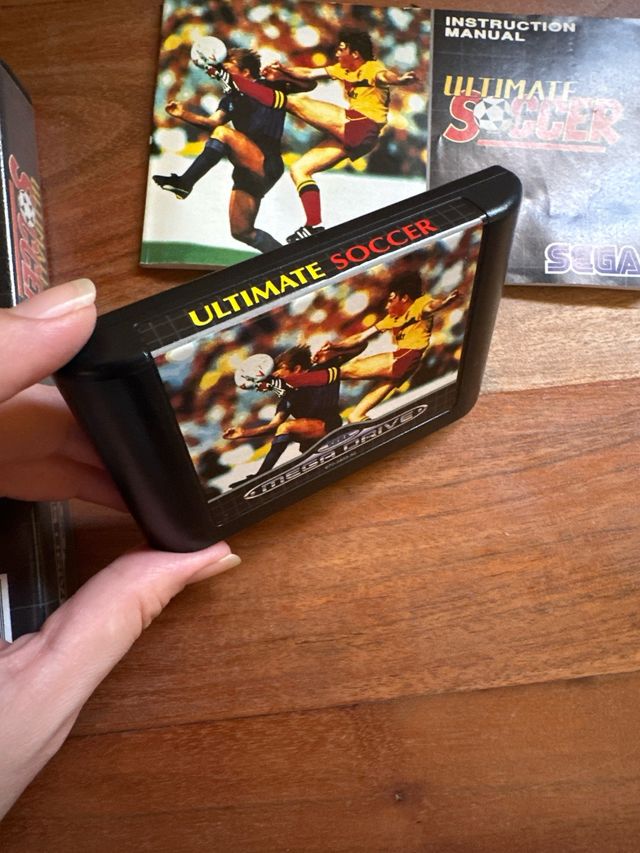 INSTRUCTION
MANUAL
ULTIMATE
SOCCER
SEGA
ULTIMATE SOCCER
MEGA DRIVE